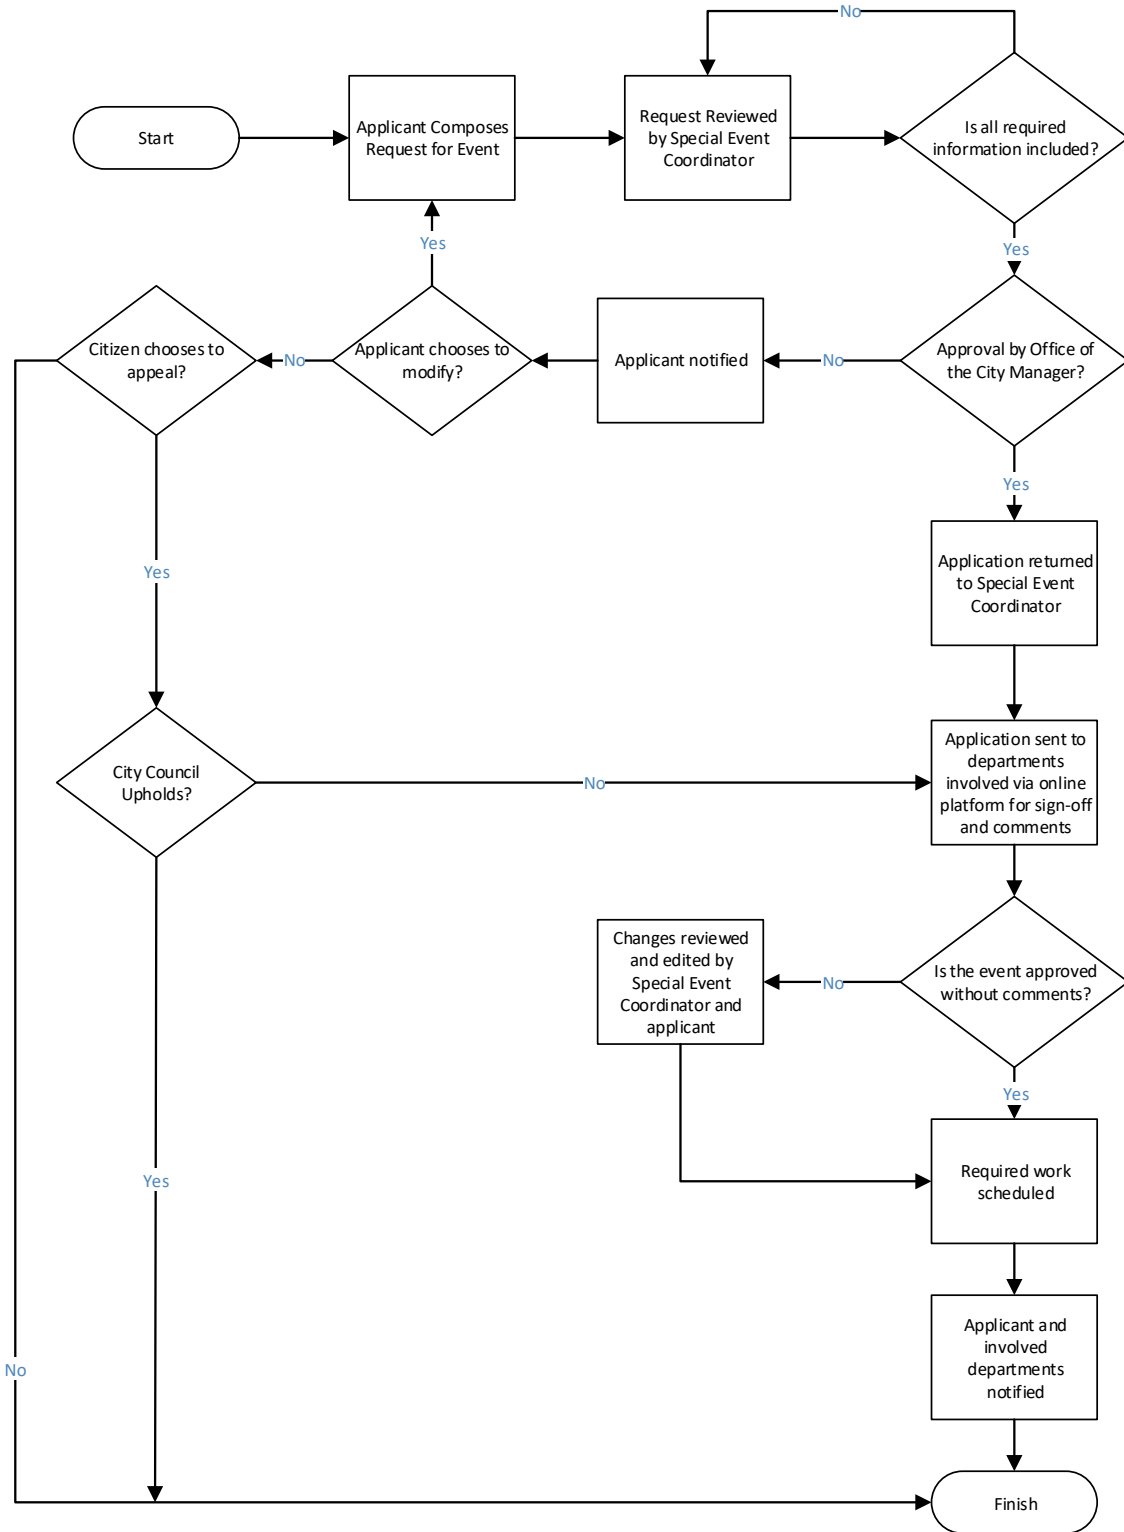 No
Start
Applicant Composes
Request for Event
Request Reviewed
by Special Event
Coordinator
Is all required
information included?
Yes
Yes
Citizen chooses to
appeal?
No
Applicant chooses to
modify?
Applicant notified
No
Approval by Office of
the City Manager?
Yes
Application returned
to Special Event
Coordinator
Yes
City Council
Upholds?
No
Application sent to
departments
involved via online
platform for sign-off
and comments
Changes reviewed
and edited by
Special Event
Coordinator and
applicant
No
Is the event approved
without comments?
Yes
Yes
Required work
scheduled
Applicant and
involved
departments
notified
No
Finish